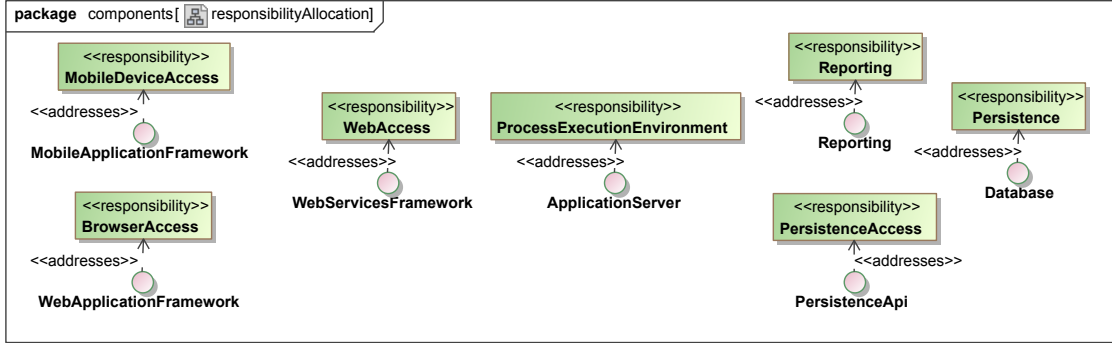 package components[ responsibilityAllocation]
<<responsibility>>
MobileDeviceAccess
<<addresses>>
MobileApplicationFramework
<<responsibility>>
BrowserAccess
<<addresses>>
WebApplicationFramework
<<responsibility>>
WebAccess
<<addresses>>
WebServicesFramework
<<responsibility>>
ProcessExecutionEnvironment
<<addresses>>
ApplicationServer
<<responsibility>>
Reporting
<<addresses>>
Reporting
<<responsibility>>
PersistenceAccess
<<addresses>>
PersistenceApi
<<responsibility>>
Persistence
<<addresses>>
Database